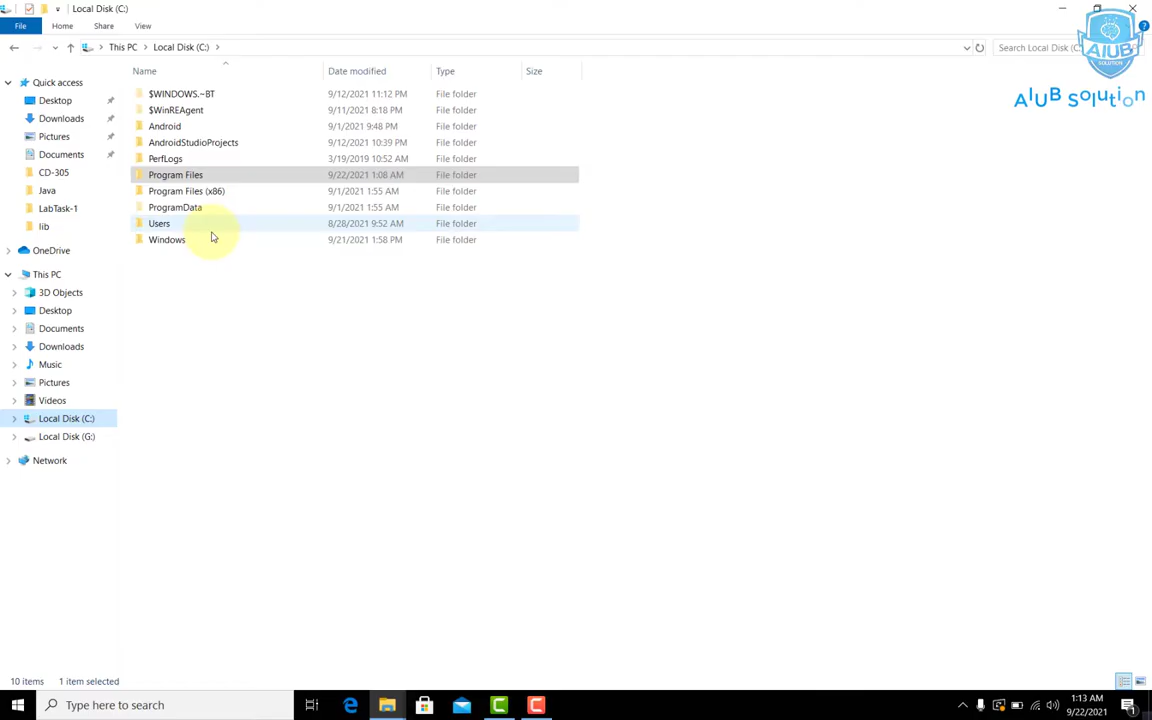 Local Disk (C:)
File Home Share View
This PC Local Disk (C:)
Search Local Disk (C:
AIUB
SOLUTION
AIUB Solution
Name Date modified Type Size
Quick access
Desktop
Downloads
Pictures
Documents
CD-305
Java
LabTask-1
lib
OneDrive
This PC
3D Objects
Desktop
Documents
Downloads
Music
Pictures
Videos
Local Disk (C:)
Local Disk (G:)
Network
$WINDOWS.~BT 9/12/2021 11:12 PM File folder
$WinREAgent 9/11/2021 8:18 PM File folder
Android 9/1/2021 9:48 PM File folder
AndroidStudioProjects 9/12/2021 10:39 PM File folder
PerfLogs 3/19/2019 10:52 AM File folder
Program Files 9/22/2021 1:08 AM File folder
Program Files (x86) 9/1/2021 1:55 AM File folder
ProgramData 9/1/2021 1:55 AM File folder
Users 8/28/2021 9:52 AM File folder
Windows 9/21/2021 1:58 PM File folder
10 items 1 item selected
Type here to search
1:13 AM
9/22/2021